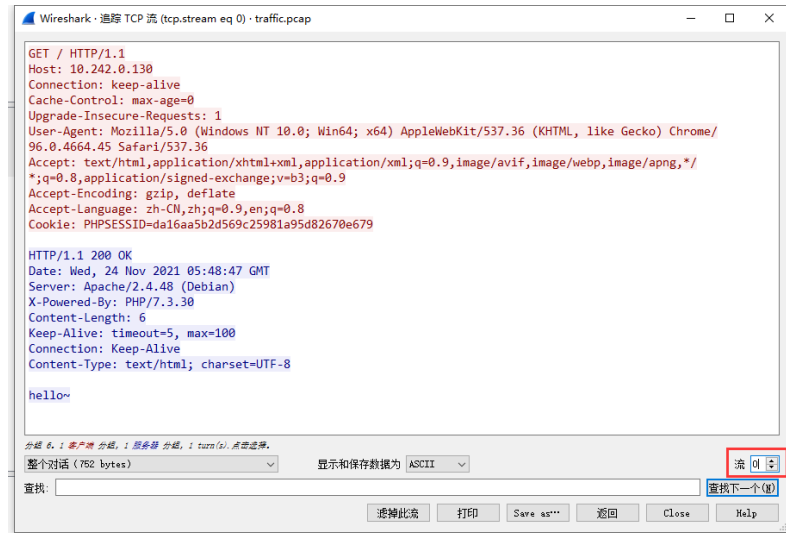 Wireshark · 追踪 TCP 流 (tcp.stream eq 0) · traffic.pcap
GET / HTTP/1.1
Host: 10.242.0.130
Connection: keep-alive
Cache-Control: max-age=0
Upgrade-Insecure-Requests: 1
User-Agent: Mozilla/5.0 (Windows NT 10.0; Win64; x64) AppleWebKit/537.36 (KHTML, like Gecko) Chrome/
96.0.4664.45 Safari/537.36
Accept: text/html,application/xhtml+xml,application/xml;q=0.9,image/avif,image/webp,image/apng,*/
*;q=0.8,application/signed-exchange;v=b3;q=0.9
Accept-Encoding: gzip, deflate
Accept-Language: zh-CN,zh;q=0.9,en;q=0.8
Cookie: PHPSESSID=da16aa5b2d569c25981a95d82670e679
HTTP/1.1 200 OK
Date: Wed, 24 Nov 2021 05:48:47 GMT
Server: Apache/2.4.48 (Debian)
X-Powered-By: PHP/7.3.30
Content-Length: 6
Keep-Alive: timeout=5, max=100
Connection: Keep-Alive
Content-Type: text/html; charset=UTF-8
hello~
分组 6. 1 客户端 分组, 1 服务器 分组, 1 turn(s). 点击选择.
整个对话 (752 bytes) 显示和保存数据为 ASCII 流 0
查找: 查找下一个(N)
滤掉此流 打印 Save as… 返回 Close Help